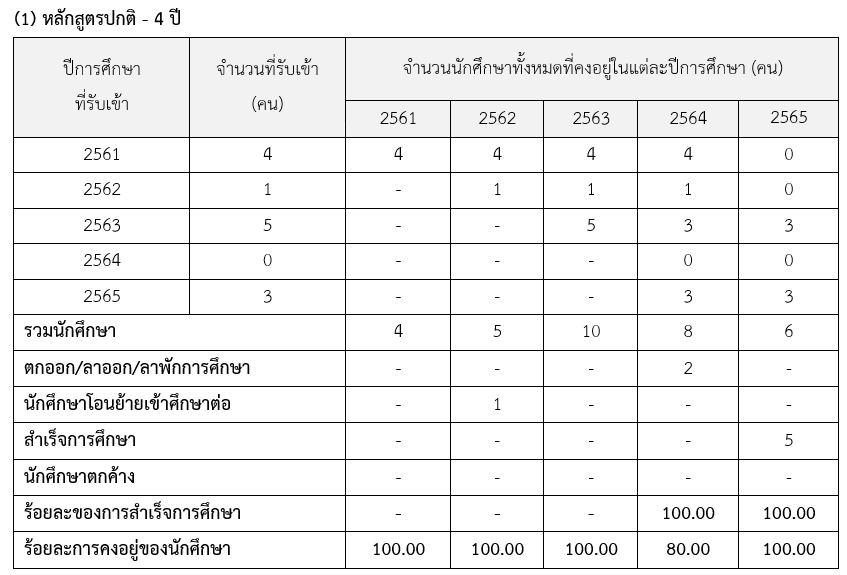 (1) หลักสูตรปกติ - 4 ปี
ปีการศึกษา จำนวนที่รับเข้า จำนวนนักศึกษาทั้งหมดที่คงอยู่ในแต่ละปีการศึกษา (คน)
ที่รับเข้า (คน)
2561 2562 2563 2564 2565
2561 4 4 4 4 4 0
2562 1 - 1 1 1 0
2563 5 - - 5 3 3
2564 0 - - - 0 0
2565 3 - - - 3 3
รวมนักศึกษา 4 5 10 8 6
ตกออก/ลาออก/ลาพักการศึกษา - - - 2 -
นักศึกษาโอนย้ายเข้าศึกษาต่อ - 1 - - -
สำเร็จการศึกษา - - - - 5
นักศึกษาตกค้าง - - - - -
ร้อยละของการสำเร็จการศึกษา - - - 100.00 100.00
ร้อยละการคงอยู่ของนักศึกษา 100.00 100.00 100.00 80.00 100.00